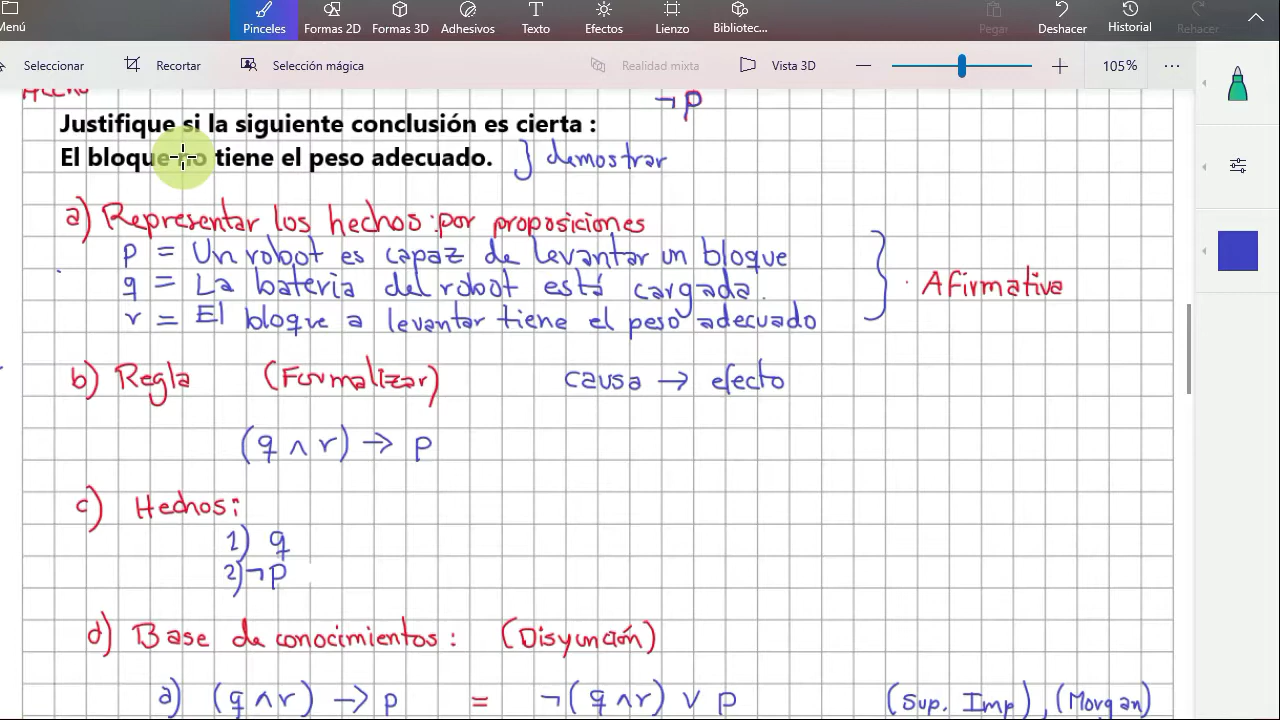 Menú
Pinceles
Formas 2D
Formas 3D
Adhesivos
Texto
Efectos
Lienzo
Bibliotec...
Pegar
Deshacer
Historial
Rehacer
Seleccionar
Recortar
Selección mágica
Realidad mixta
Vista 3D
105%
¬p
Justifique si la siguiente conclusión es cierta :
El bloque no tiene el peso adecuado. } demostrar
a) Representar los hechos por proposiciones
p = Un robot es capaz de levantar un bloque
q = La bateria del robot está cargada.
r = El bloque a levantar tiene el peso adecuado
} Afirmativa
b) Regla (Formalizar) causa → efecto
(q ∧ r) → p
c) Hechos:
1) q
2) ¬p
d) Base de conocimientos : (Disyunción)
a) (q ∧ r) → p = ¬(q ∧ r) ∨ p (Sup. Imp), (Morgan)